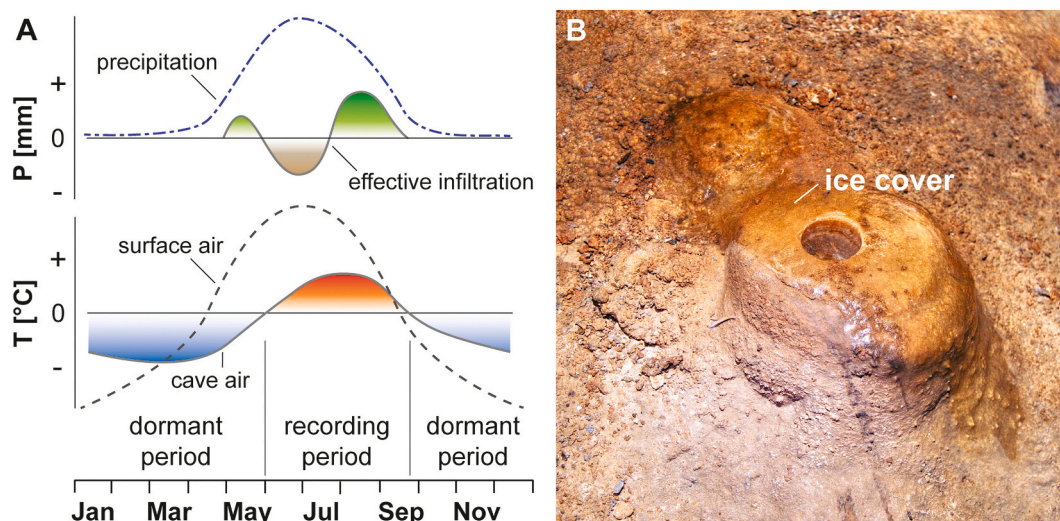 A
precipitation
+
P [mm]
0
-
effective infiltration
surface air
+
T [°C]
0
-
cave air
dormant
period
recording
period
dormant
period
Jan Mar May Jul Sep Nov
B
ice cover